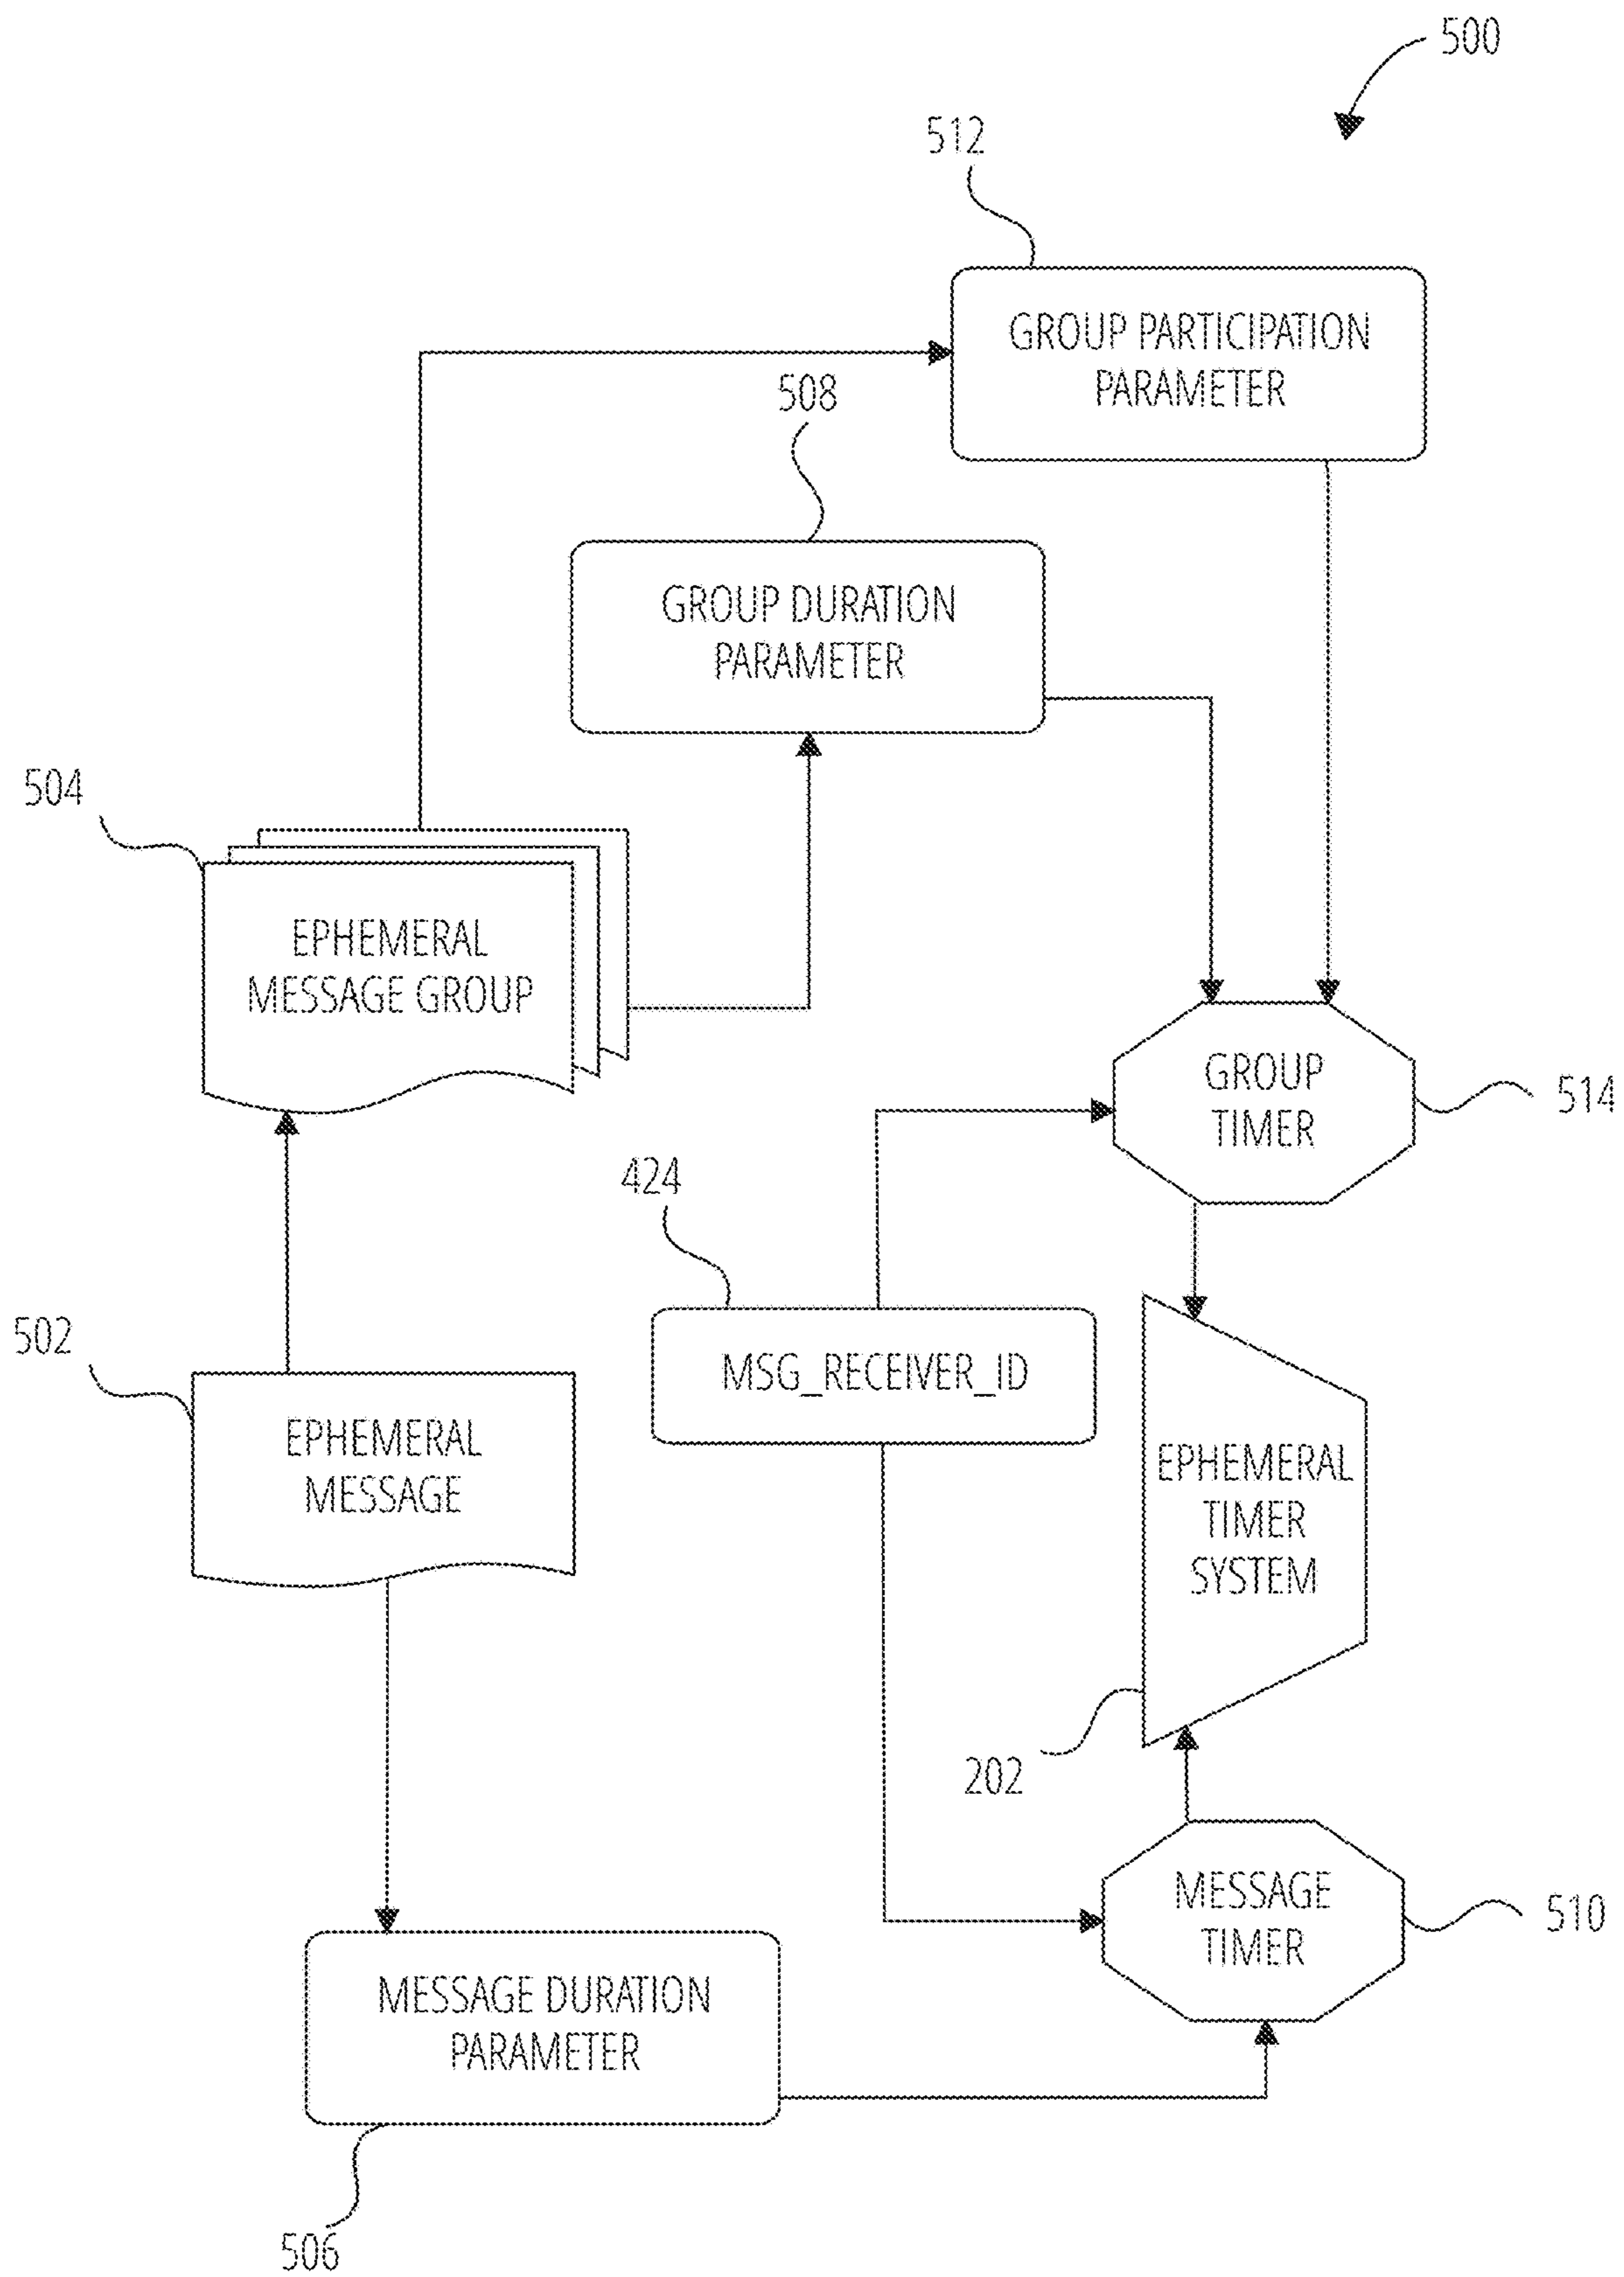 500
512
GROUP PARTICIPATION
PARAMETER
508
GROUP DURATION
PARAMETER
504
EPHEMERAL
MESSAGE GROUP
GROUP
TIMER
514
424
MSG_RECEIVER_ID
502
EPHEMERAL
MESSAGE
EPHEMERAL
TIMER
SYSTEM
202
MESSAGE
TIMER
510
MESSAGE DURATION
PARAMETER
506